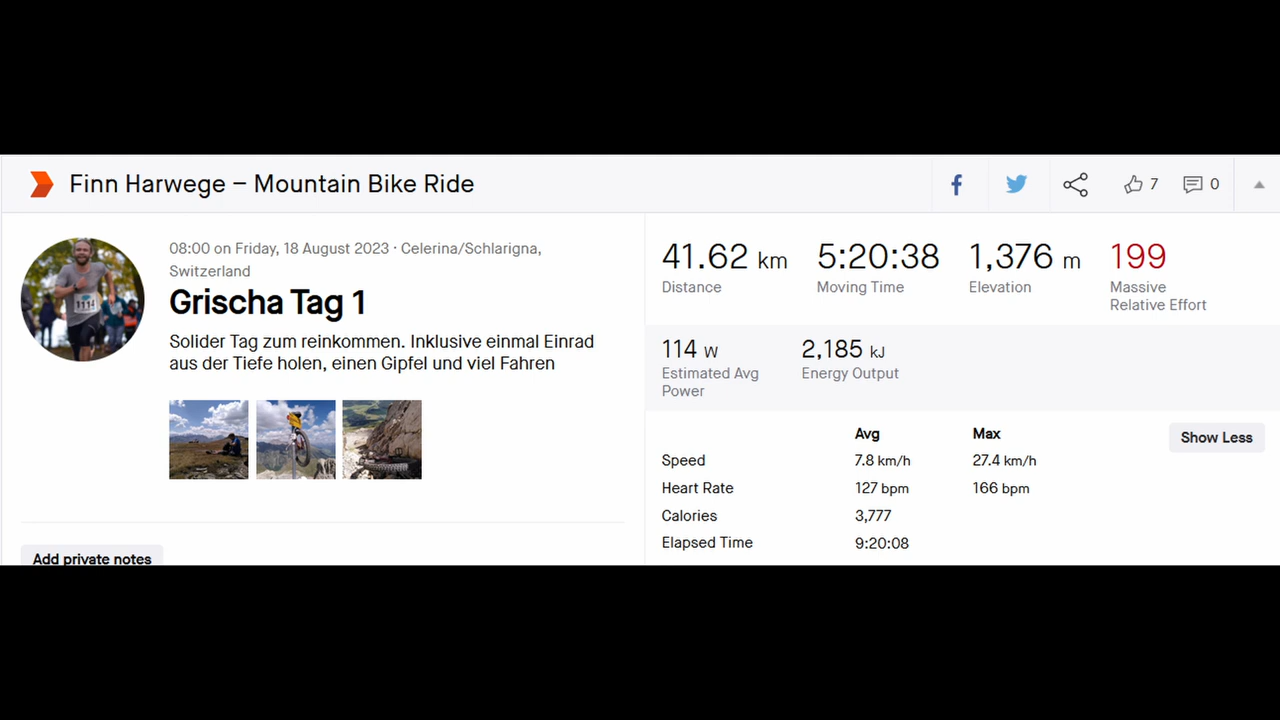 Finn Harwege – Mountain Bike Ride
7
0
08:00 on Friday, 18 August 2023 · Celerina/Schlarigna,
Switzerland
Grischa Tag 1
Solider Tag zum reinkommen. Inklusive einmal Einrad
aus der Tiefe holen, einen Gipfel und viel Fahren
1114
Add private notes
41.62 km
Distance
5:20:38
Moving Time
1,376 m
Elevation
199
Massive
Relative Effort
114 W
Estimated Avg
Power
2,185 kJ
Energy Output
Avg Max
Show Less
Speed 7.8 km/h 27.4 km/h
Heart Rate 127 bpm 166 bpm
Calories 3,777
Elapsed Time 9:20:08